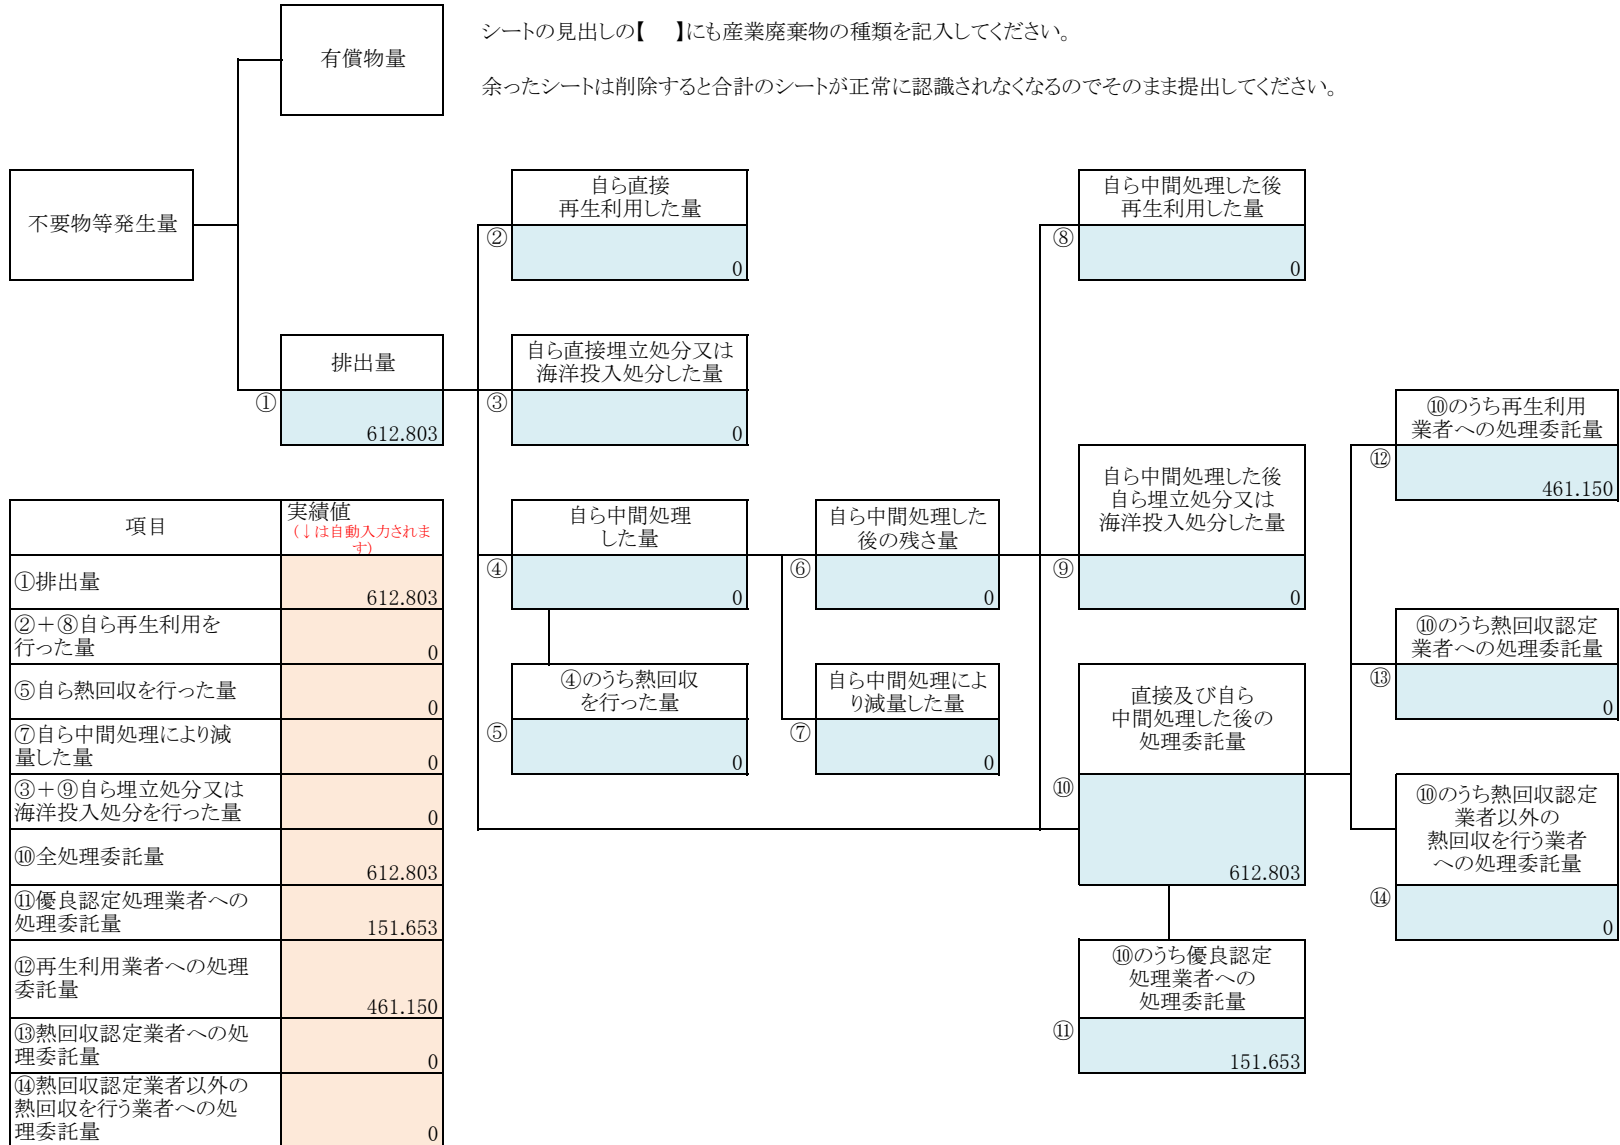 有償物量
シートの見出しの【　】にも産業廃棄物の種類を記入してください。
余ったシートは削除すると合計のシートが正常に認識されなくなるのでそのまま提出してください。
不要物等発生量
自ら直接
再生利用した量
②
0
自ら中間処理した後
再生利用した量
⑧
0
排出量
①
612.803
自ら直接埋立処分又は
海洋投入処分した量
③
0
⑩のうち再生利用
業者への処理委託量
⑫
461.150
自ら中間処理
した量
④
0
自ら中間処理した
後の残さ量
⑥
0
自ら中間処理した後
自ら埋立処分又は
海洋投入処分した量
⑨
0
⑩のうち熱回収認定
業者への処理委託量
⑬
0
④のうち熱回収
を行った量
⑤
0
自ら中間処理によ
り減量した量
⑦
0
直接及び自ら
中間処理した後の
処理委託量
⑩
612.803
⑩のうち熱回収認定
業者以外の
熱回収を行う業者
への処理委託量
⑭
0
⑩のうち優良認定
処理業者への
処理委託量
⑪
151.653
項目
実績値
(↓は自動入力されま
す)
①排出量
612.803
②＋⑧自ら再生利用を
行った量
0
⑤自ら熱回収を行った量
0
⑦自ら中間処理により減
量した量
0
③＋⑨自ら埋立処分又は
海洋投入処分を行った量
0
⑩全処理委託量
612.803
⑪優良認定処理業者への
処理委託量
151.653
⑫再生利用業者への処理
委託量
461.150
⑬熱回収認定業者への処
理委託量
0
⑭熱回収認定業者以外の
熱回収を行う業者への処
理委託量
0